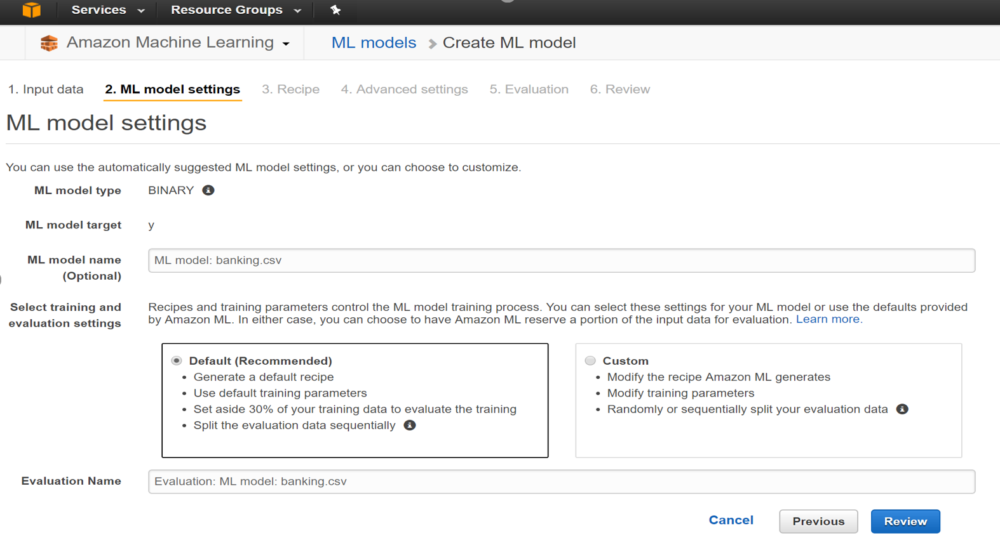 Services Resource Groups
Amazon Machine Learning ML models Create ML model
1. Input data 2. ML model settings 3. Recipe 4. Advanced settings 5. Evaluation 6. Review
ML model settings
You can use the automatically suggested ML model settings, or you can choose to customize.
ML model type BINARY
ML model target y
ML model name ML model: banking.csv
(Optional)
Select training and
evaluation settings
Recipes and training parameters control the ML model training process. You can select these settings for your ML model or use the defaults provided
by Amazon ML. In either case, you can choose to have Amazon ML reserve a portion of the input data for evaluation. Learn more.
Default (Recommended)
• Generate a default recipe
• Use default training parameters
• Set aside 30% of your training data to evaluate the training
• Split the evaluation data sequentially
Custom
• Modify the recipe Amazon ML generates
• Modify training parameters
• Randomly or sequentially split your evaluation data
Evaluation Name Evaluation: ML model: banking.csv
Cancel Previous Review